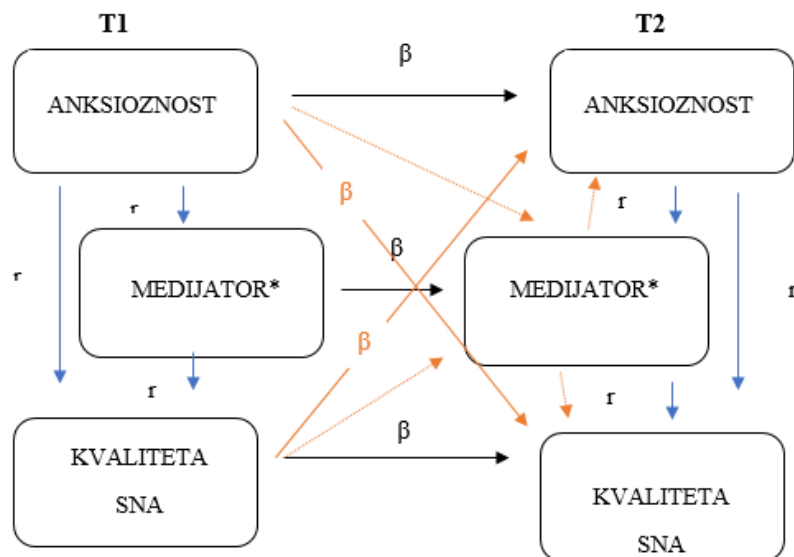 T1
T2
β
ANKSIOZNOST
ANKSIOZNOST
β
r
r
β
r
MEDIJATOR*
MEDIJATOR*
r
β
r
r
β
KVALITETA
SNA
KVALITETA
SNA